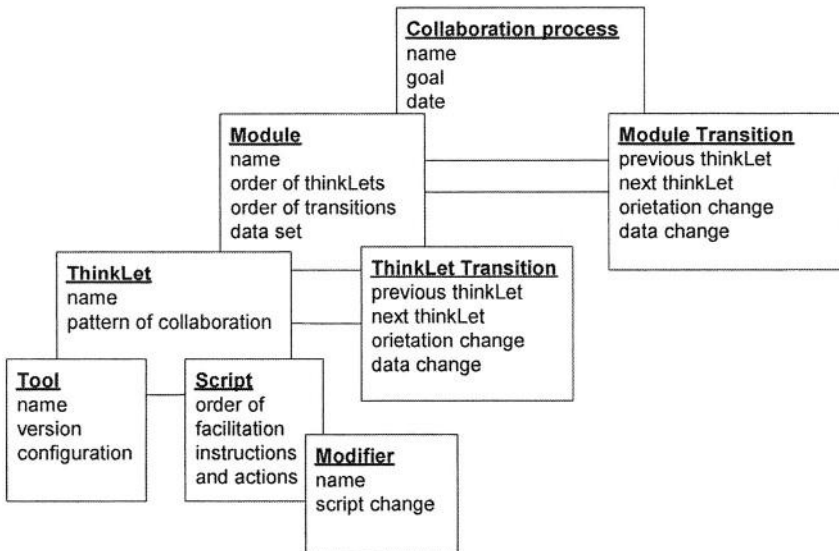 Collaboration process
name
goal
date
Module
name
order of thinkLets
order of transitions
data set
Module Transition
previous thinkLet
next thinkLet
orietation change
data change
ThinkLet
name
pattern of collaboration
ThinkLet Transition
previous thinkLet
next thinkLet
orietation change
data change
Tool
name
version
configuration
Script
order of
facilitation
instructions
and actions
Modifier
name
script change